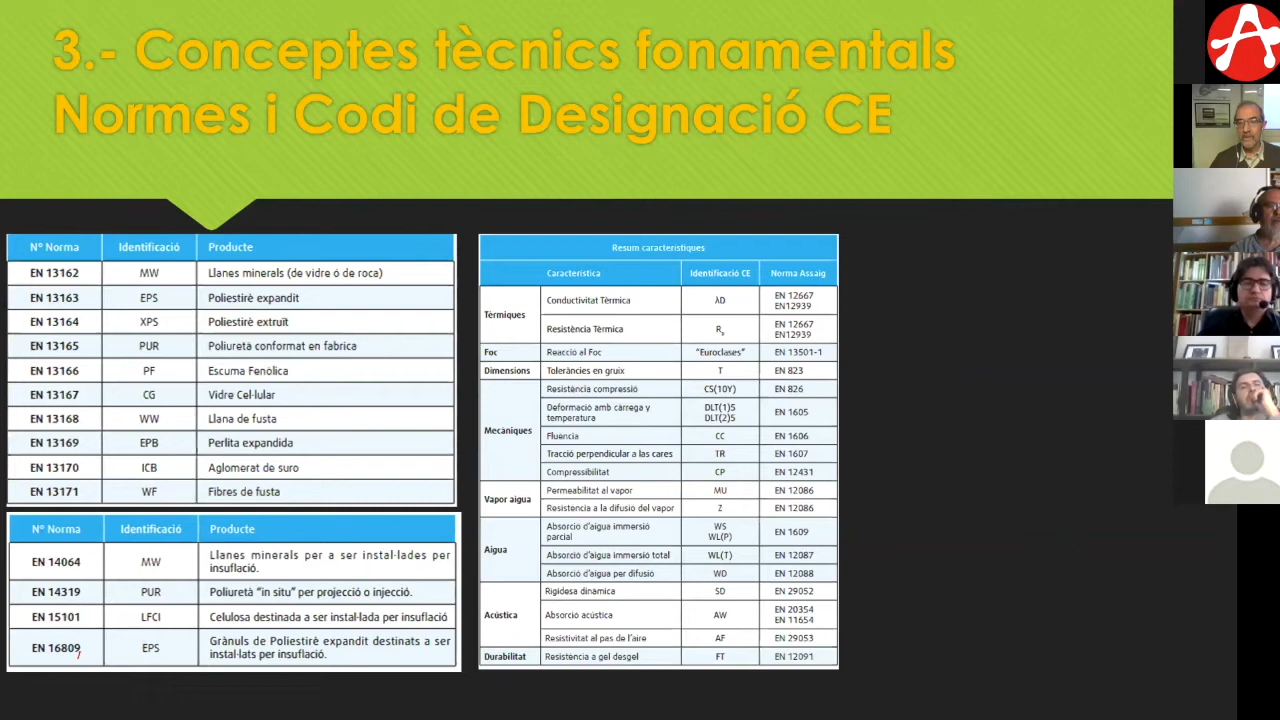 3.- Conceptes tècnics fonamentals
Normes i Codi de Designació CE
Nº Norma Identificació Producte
EN 13162 MW Llanes minerals (de vidre ó de roca)
EN 13163 EPS Poliestirè expandit
EN 13164 XPS Poliestirè extruït
EN 13165 PUR Poliuretà conformat en fabrica
EN 13166 PF Escuma Fenòlica
EN 13167 CG Vidre Cel·lular
EN 13168 WW Llana de fusta
EN 13169 EPB Perlita expandida
EN 13170 ICB Aglomerat de suro
EN 13171 WF Fibres de fusta
Nº Norma Identificació Producte
EN 14064 MW Llanes minerals per a ser instal·lades per
insuflació.
EN 14319 PUR Poliuretà "in situ" per projecció o injecció.
EN 15101 LFCI Celulosa destinada a ser instal·lada per insuflació
EN 16809 EPS Grànuls de Poliestirè expandit destinats a ser
instal·lats per insuflació.
Resum característiques
Característica Identificació CE Norma Assaig
Tèrmiques Conductivitat Tèrmica λD EN 12667
EN12939
Resistència Tèrmica R EN 12667
EN12939
Foc Reacció al Foc "Euroclases" EN 13501-1
Dimensions Toleràncies en gruix T EN 823
Mecàniques Resistència compressió CS(10Y) EN 826
Deformació amb càrrega y
temperatura DLT(1)5
DLT(2)5 EN 1605
Fluencia CC EN 1606
Tracció perpendicular a las cares TR EN 1607
Compressibilitat CP EN 12431
Vapor aigua Permeabilitat al vapor MU EN 12086
Resistencia a la difusió del vapor Z EN 12086
Aigua Absorció d'aigua immersió
parcial WS
WL(P) EN 1609
Absorció d'aigua immersió total WL(T) EN 12087
Absorció d'aigua per difusió WD EN 12088
Acústica Rigidesa dinamica SD EN 29052
Absorció acústica AW EN 20354
EN 11654
Resistivitat al pas de l'aire AF EN 29053
Durabilitat Resistència a gel desgel FT EN 12091